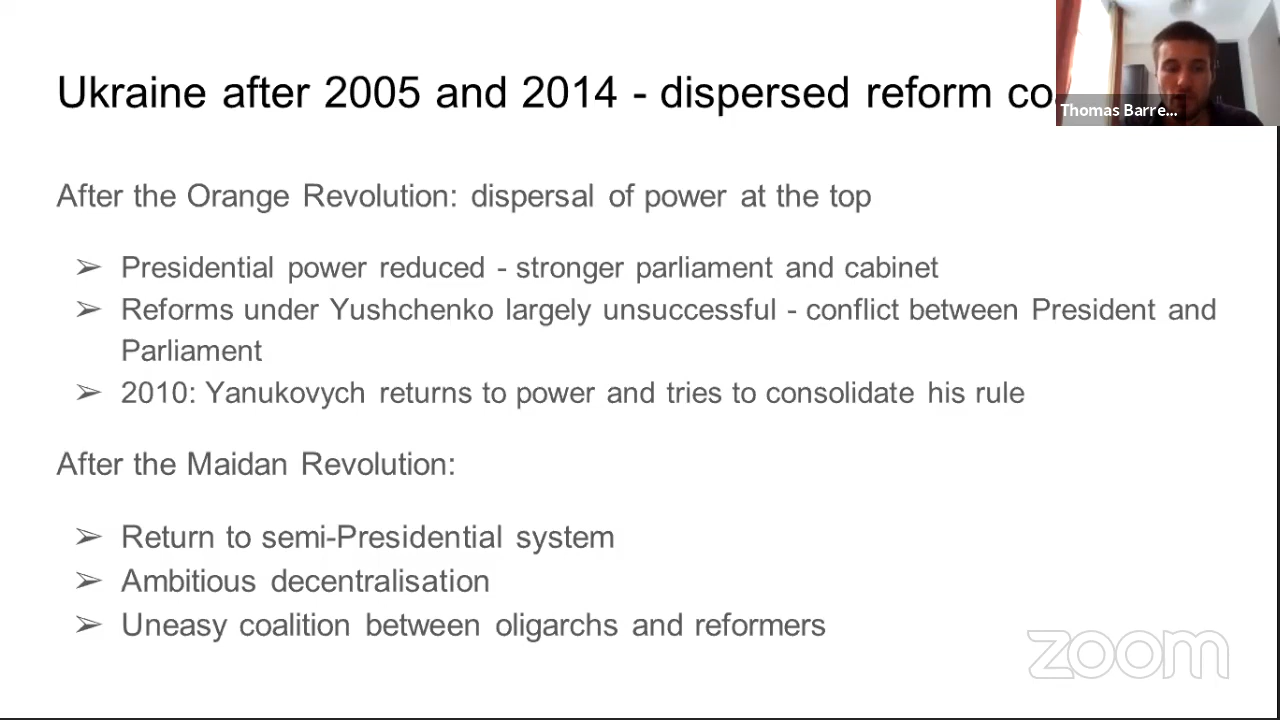 Ukraine after 2005 and 2014 - dispersed reform co
Thomas Barre...
After the Orange Revolution: dispersal of power at the top
➢ Presidential power reduced - stronger parliament and cabinet
➢ Reforms under Yushchenko largely unsuccessful - conflict between President and
Parliament
➢ 2010: Yanukovych returns to power and tries to consolidate his rule
After the Maidan Revolution:
➢ Return to semi-Presidential system
➢ Ambitious decentralisation
➢ Uneasy coalition between oligarchs and reformers
zoom